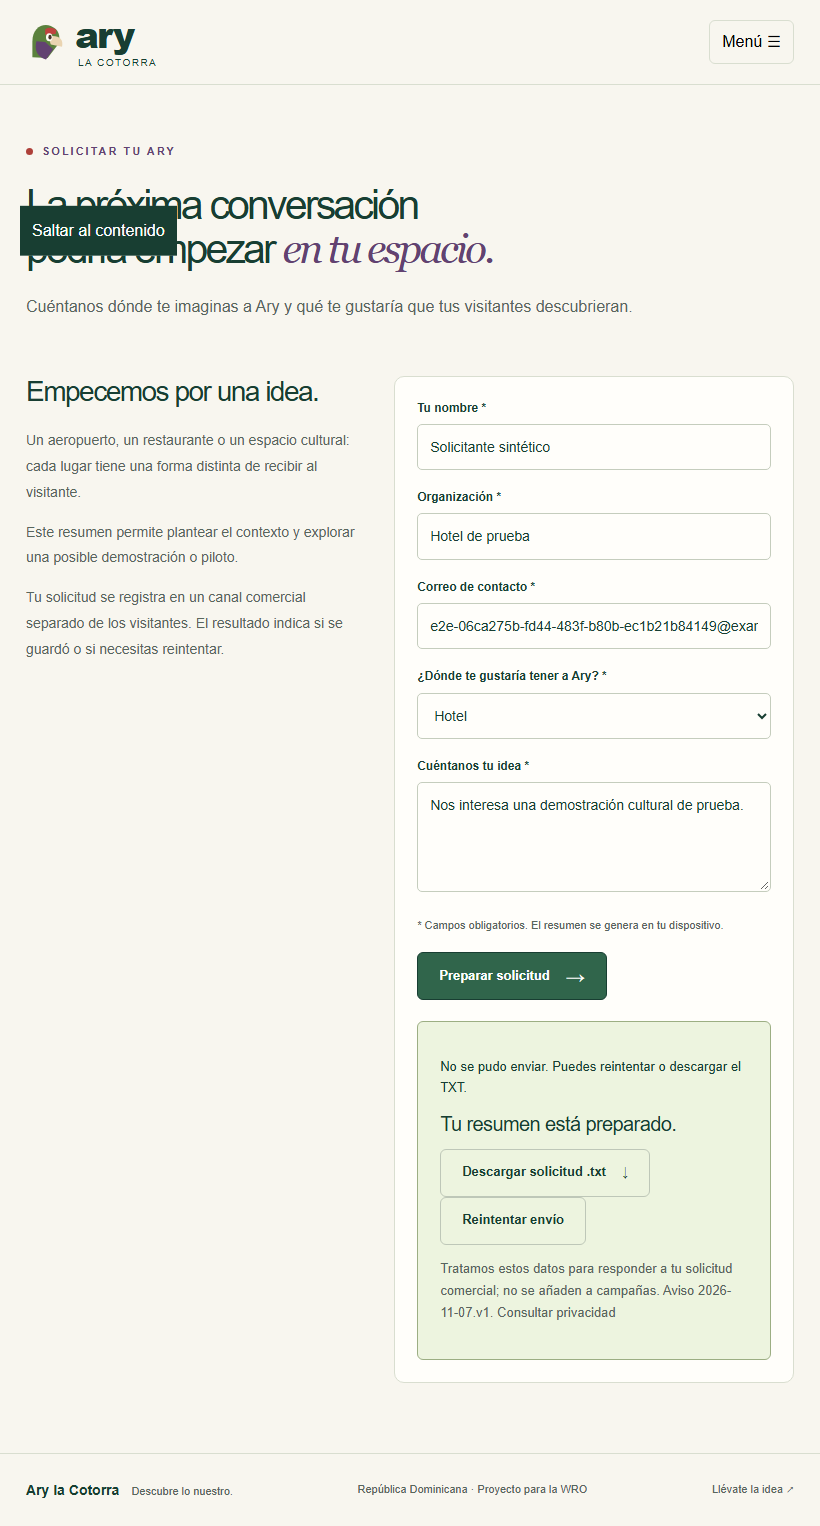 ary
LA COTORRA
Menú ☰
SOLICITAR TU ARY
La próxima conversación
Saltar al contenido
podría empezar en tu espacio.
Cuéntanos dónde te imaginas a Ary y qué te gustaría que tus visitantes descubrieran.
Empecemos por una idea.
Un aeropuerto, un restaurante o un espacio cultural:
cada lugar tiene una forma distinta de recibir al
visitante.
Este resumen permite plantear el contexto y explorar
una posible demostración o piloto.
Tu solicitud se registra en un canal comercial
separado de los visitantes. El resultado indica si se
guardó o si necesitas reintentar.
Tu nombre *
Solicitante sintético
Organización *
Hotel de prueba
Correo de contacto *
e2e-06ca275b-fd44-483f-b80b-ec1b21b84149@exar
¿Dónde te gustaría tener a Ary? *
Hotel
Cuéntanos tu idea *
Nos interesa una demostración cultural de prueba.
* Campos obligatorios. El resumen se genera en tu dispositivo.
Preparar solicitud →
No se pudo enviar. Puedes reintentar o descargar el
TXT.
Tu resumen está preparado.
Descargar solicitud .txt ↓
Reintentar envío
Tratamos estos datos para responder a tu solicitud
comercial; no se añaden a campañas. Aviso 2026-
11-07.v1. Consultar privacidad
Ary la Cotorra Descubre lo nuestro.
República Dominicana · Proyecto para la WRO
Llévate la idea ↗